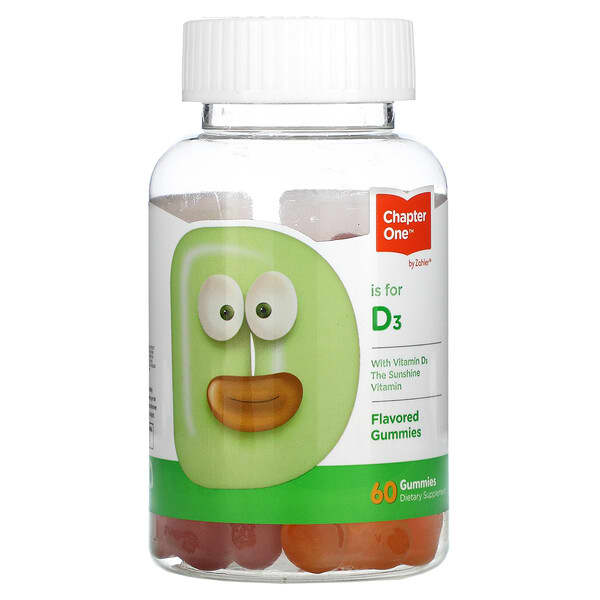 Chapter
One™
by Zahler®
is for
D3
With Vitamin D3
The Sunshine
Vitamin
Flavored
Gummies
60 Gummies
Dietary Supplement